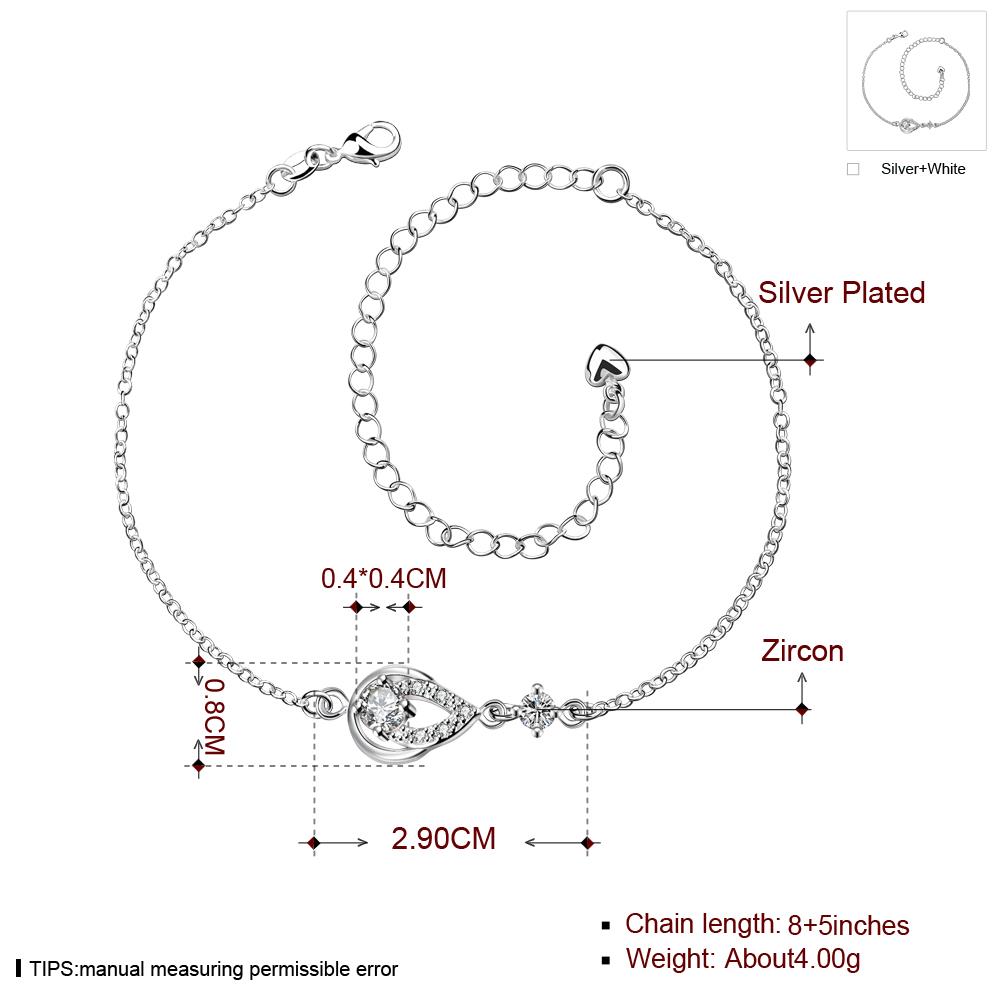 Silver+White
Silver Plated
0.4*0.4CM
Zircon
0.8CM
2.90CM
Chain length: 8+5inches
Weight: About4.00g
TIPS:manual measuring permissible error